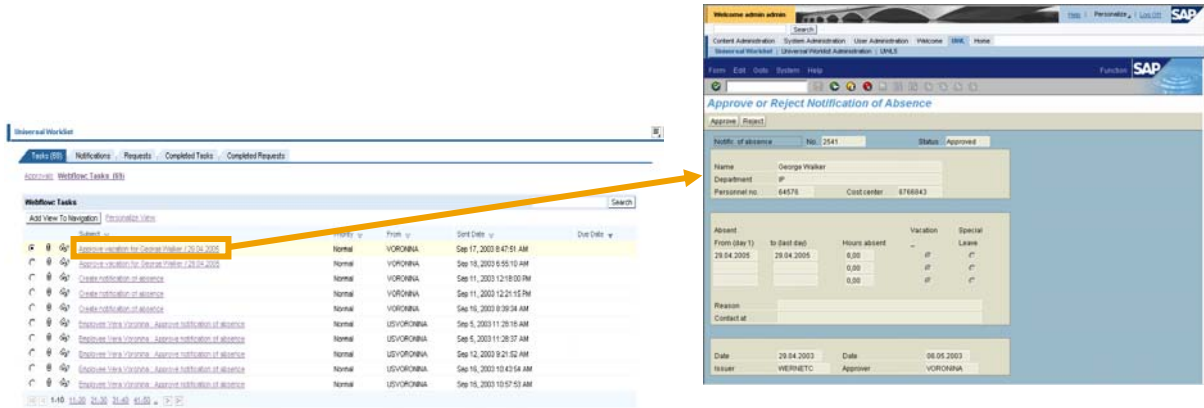 Universal Worklist
Tasks (69) Notifications Requests Completed Tasks Completed Requests
Approvals Webflow: Tasks (69)
Webflow: Tasks Search
Add View To Navigation Personalize View
Subject Priority From Sent Date Due Date
Approve vacation for George Walker / 29.04.2005 Normal VORONINA Sep 17, 2003 8:47:51 AM
Approve vacation for George Walker / 29.04.2005 Normal VORONINA Sep 18, 2003 6:55:10 AM
Create notification of absence Normal VORONINA Sep 11, 2003 12:18:00 PM
Create notification of absence Normal VORONINA Sep 11, 2003 12:21:15 PM
Create notification of absence Normal VORONINA Sep 16, 2003 8:39:34 AM
Employee Vera Voronina : Approve notification of absence Normal USVORONINA Sep 5, 2003 11:28:16 AM
Employee Vera Voronina : Approve notification of absence Normal USVORONINA Sep 5, 2003 11:28:37 AM
Employee Vera Voronina : Approve notification of absence Normal USVORONINA Sep 12, 2003 9:21:52 AM
Employee Vera Voronina : Approve notification of absence Normal USVORONINA Sep 16, 2003 10:43:54 AM
Employee Vera Voronina : Approve notification of absence Normal USVORONINA Sep 16, 2003 10:57:53 AM
1-10 11-20 21-30 31-40 41-50
Welcome admin admin Help | Personalize | Log Off SAP
Search
Content Administration System Administration User Administration Welcome UWL Home
Universal Worklist | Universal Worklist Administration | UWLS
Form Edit Goto System Help Function SAP
Approve or Reject Notification of Absence
Approve Reject
Notific. of absence No. 2541 Status Approved
Name George Walker
Department IP
Personnel no. 64576 Cost center 6766843
Absent Vacation Special
From (day 1) to (last day) Hours absent Leave
29.04.2005 29.04.2005 0,00
0,00
0,00
Reason
Contact at
Date 29.04.2003 Date 06.05.2003
Issuer WERNETC Approver VORONINA